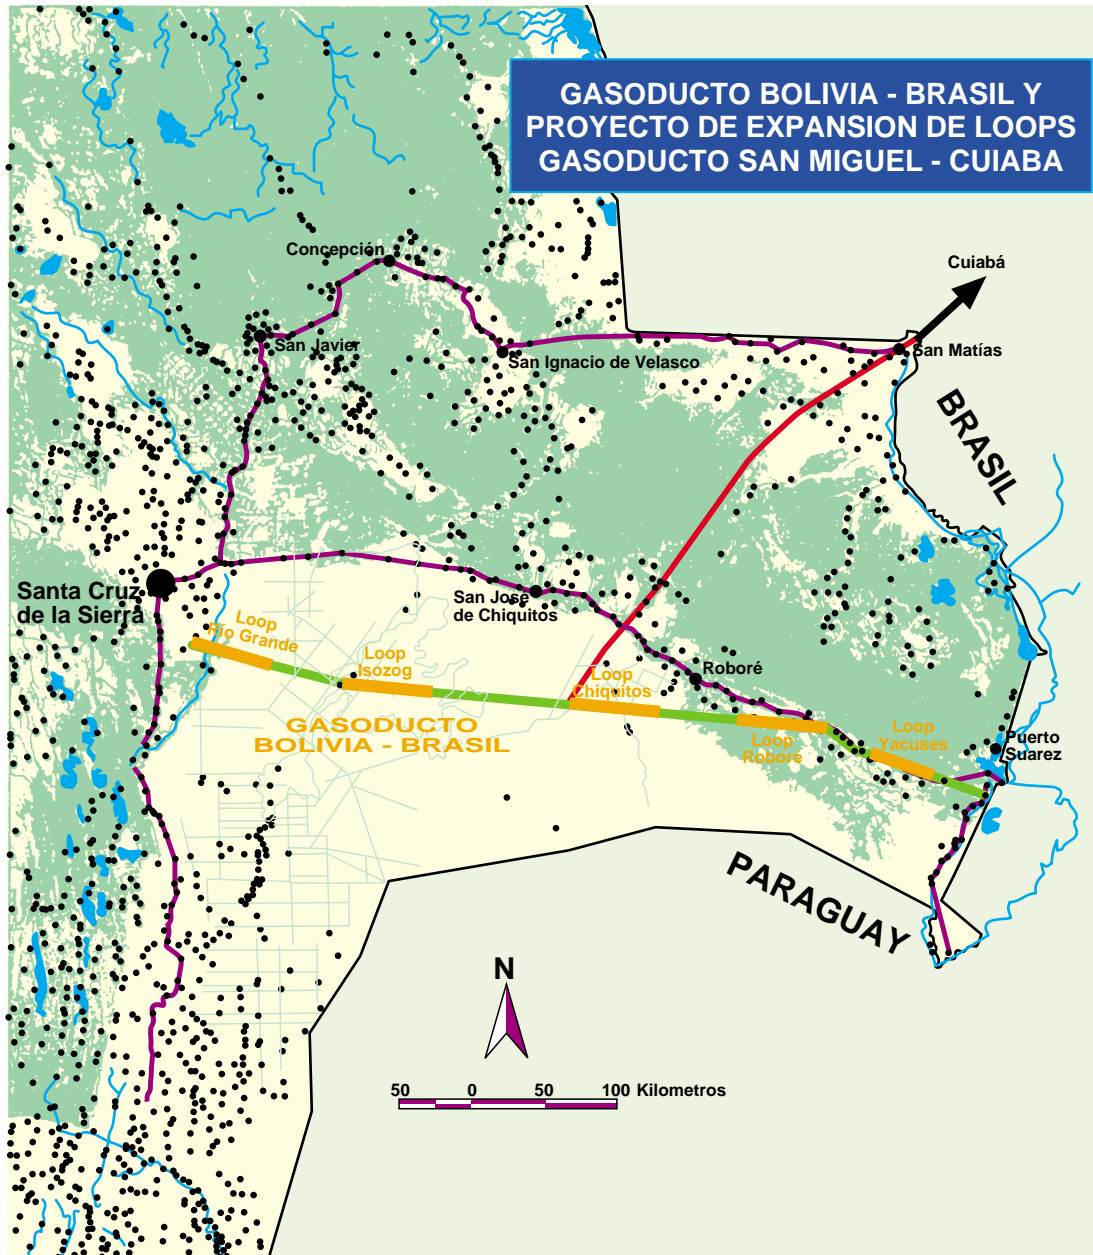 GASODUCTO BOLIVIA - BRASIL Y
PROYECTO DE EXPANSION DE LOOPS
GASODUCTO SAN MIGUEL - CUIABA
Concepción
Cuiabá
San Javier
San Ignacio de Velasco
San Matías
BRASIL
Santa Cruz
de la Sierra
San José
de Chiquitos
Loop
Río Grande
Loop
Isozog
Loop
Chiquitos
Roboré
GASODUCTO
BOLIVIA - BRASIL
Loop
Roboré
Loop
Yacuses
Puerto
Suarez
PARAGUAY
N
50 0 50 100 Kilometros